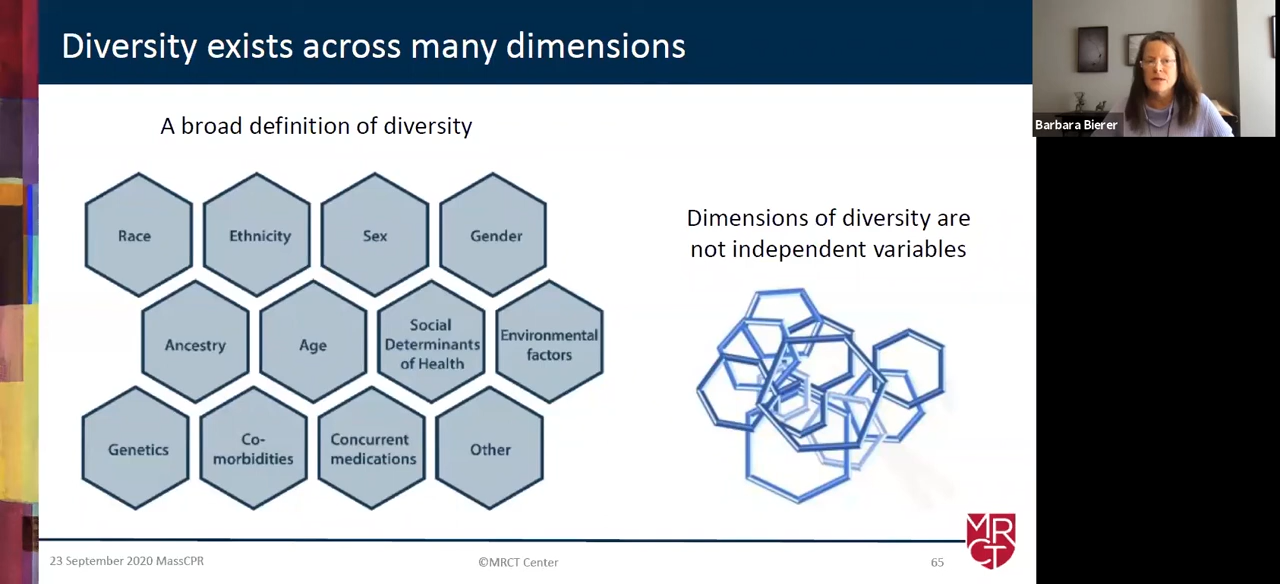 Diversity exists across many dimensions
Barbara Bierer
A broad definition of diversity
Race
Ethnicity
Sex
Gender
Ancestry
Age
Social
Determinants
of Health
Environmental
factors
Genetics
Co-
morbidities
Concurrent
medications
Other
Dimensions of diversity are
not independent variables
23 September 2020 MassCPR
©MRCT Center
65
MR
CT